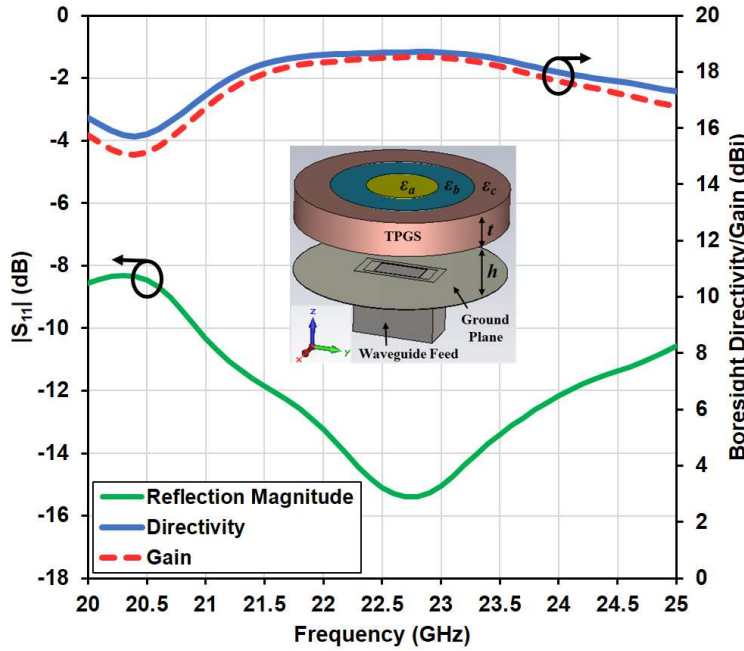 0
-2
-4
-6
-8
-10
-12
-14
-16
-18
|S₁₁| (dB)
20
18
16
14
12
10
8
6
4
2
0
Boresight Directivity/Gain (dBi)
εₐ ε_b ε_c
TPGS
t
h
Ground
Plane
Waveguide Feed
Z
X
Y
Reflection Magnitude
Directivity
Gain
20 20.5 21 21.5 22 22.5 23 23.5 24 24.5 25
Frequency (GHz)